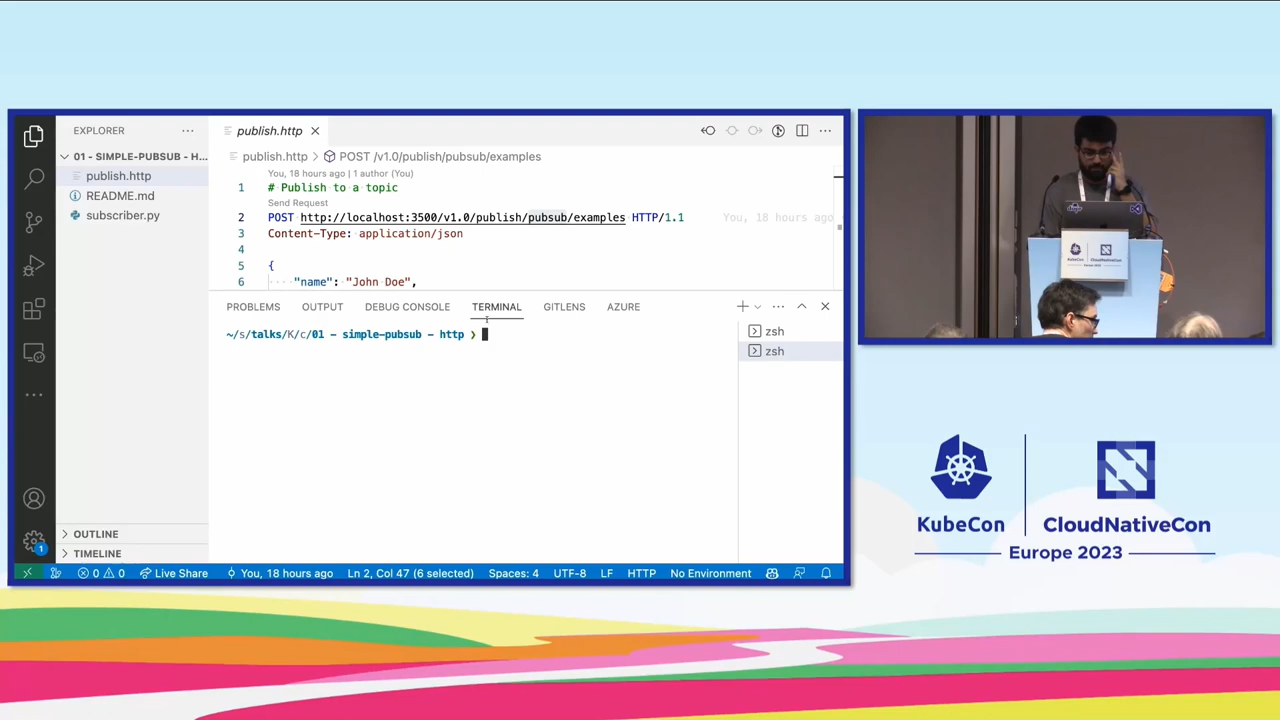 EXPLORER
···
publish.http
01 - SIMPLE-PUBSUB - H...
publish.http
README.md
subscriber.py
OUTLINE
TIMELINE
publish.http > POST /v1.0/publish/pubsub/examples
You, 18 hours ago | 1 author (You)
1 # Publish to a topic
Send Request
2 POST http://localhost:3500/v1.0/publish/pubsub/examples HTTP/1.1 You, 18 hours ago
3 Content-Type: application/json
4
5 {
6 ····"name": "John Doe",
PROBLEMS OUTPUT DEBUG CONSOLE TERMINAL GITLENS AZURE
~/s/talks/K/c/01 - simple-pubsub - http ❯
zsh
zsh
1
0 0 Live Share You, 18 hours ago Ln 2, Col 47 (6 selected) Spaces: 4 UTF-8 LF HTTP No Environment
KubeCon CloudNativeCon
KubeCon
CloudNativeCon
Europe 2023